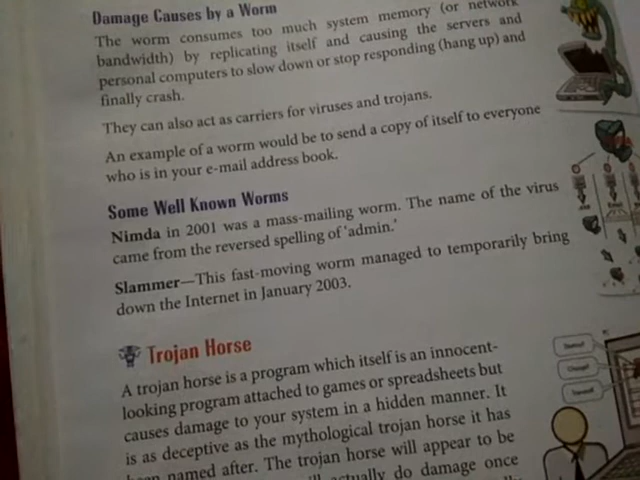 Damage Causes by a Worm
The worm consumes too much system memory (or network
bandwidth) by replicating itself and causing the servers and
personal computers to slow down or stop responding (hang up) and
finally crash.
They can also act as carriers for viruses and trojans.
An example of a worm would be to send a copy of itself to everyone
who is in your e-mail address book.
Some Well Known Worms
Nimda in 2001 was a mass-mailing worm. The name of the virus
came from the reversed spelling of 'admin.'
Slammer—This fast-moving worm managed to temporarily bring
down the Internet in January 2003.
Trojan Horse
A trojan horse is a program which itself is an innocent-
looking program attached to games or spreadsheets but
causes damage to your system in a hidden manner. It
is as deceptive as the mythological trojan horse it has
been named after. The trojan horse will appear to be
actually do damage once